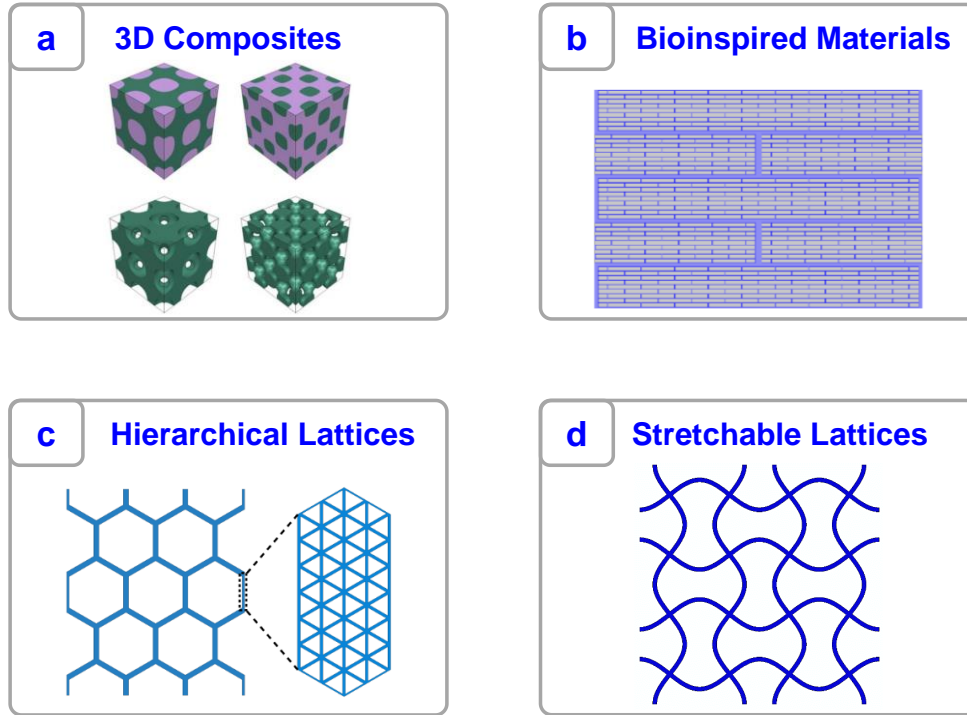 a
3D Composites
b
Bioinspired Materials
c
Hierarchical Lattices
d
Stretchable Lattices